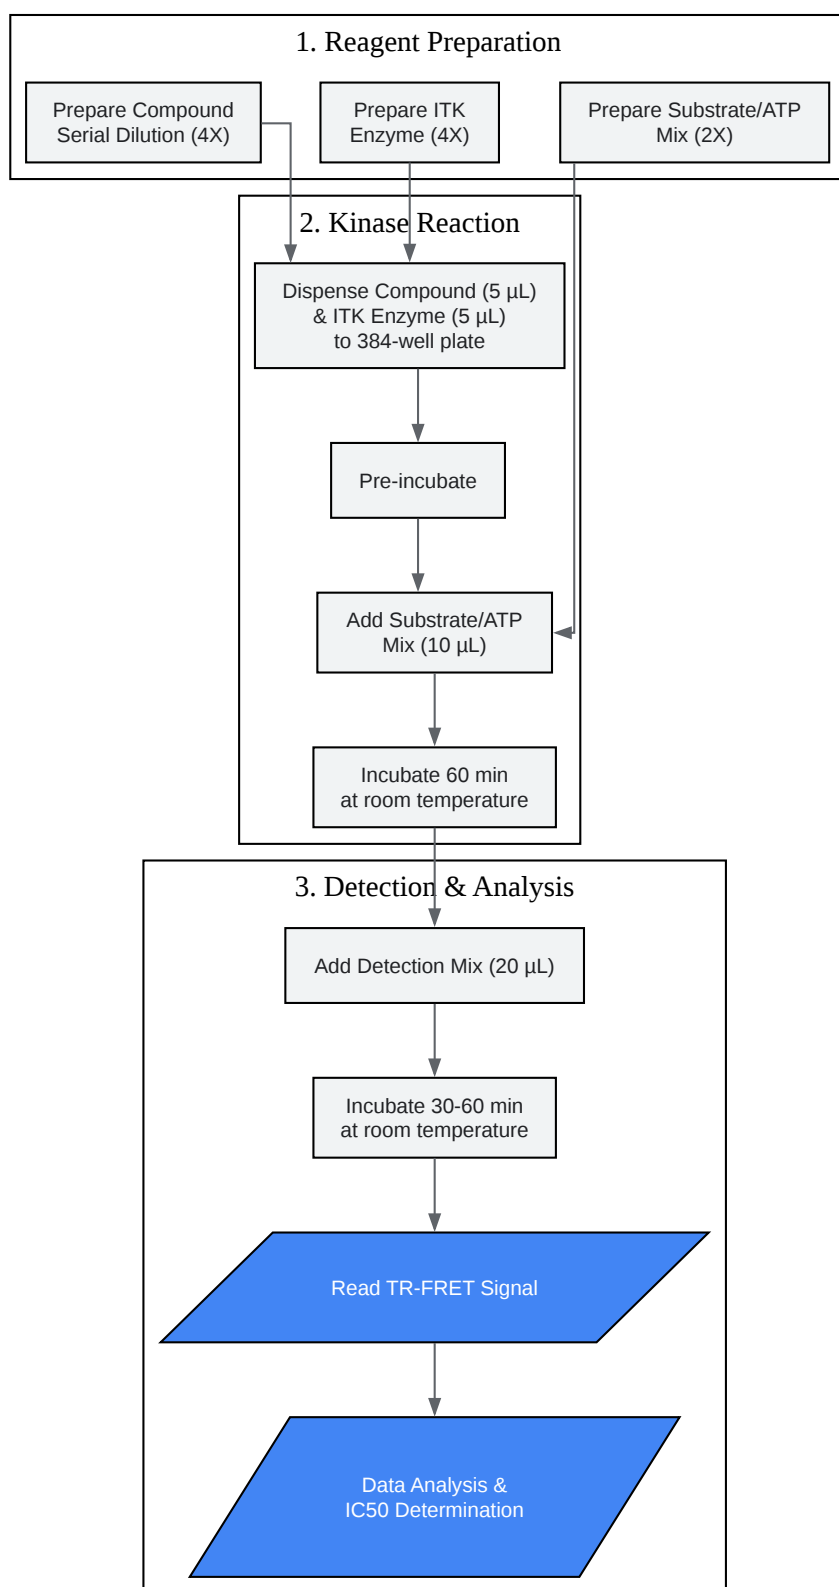 1. Reagent Preparation
Prepare Compound
Serial Dilution (4X)
Prepare ITK
Enzyme (4X)
Prepare Substrate/ATP
Mix (2X)
2. Kinase Reaction
Dispense Compound (5 µL)
& ITK Enzyme (5 µL)
to 384-well plate
Pre-incubate
Add Substrate/ATP
Mix (10 µL)
Incubate 60 min
at room temperature
3. Detection & Analysis
Add Detection Mix (20 µL)
Incubate 30-60 min
at room temperature
Read TR-FRET Signal
Data Analysis &
IC50 Determination